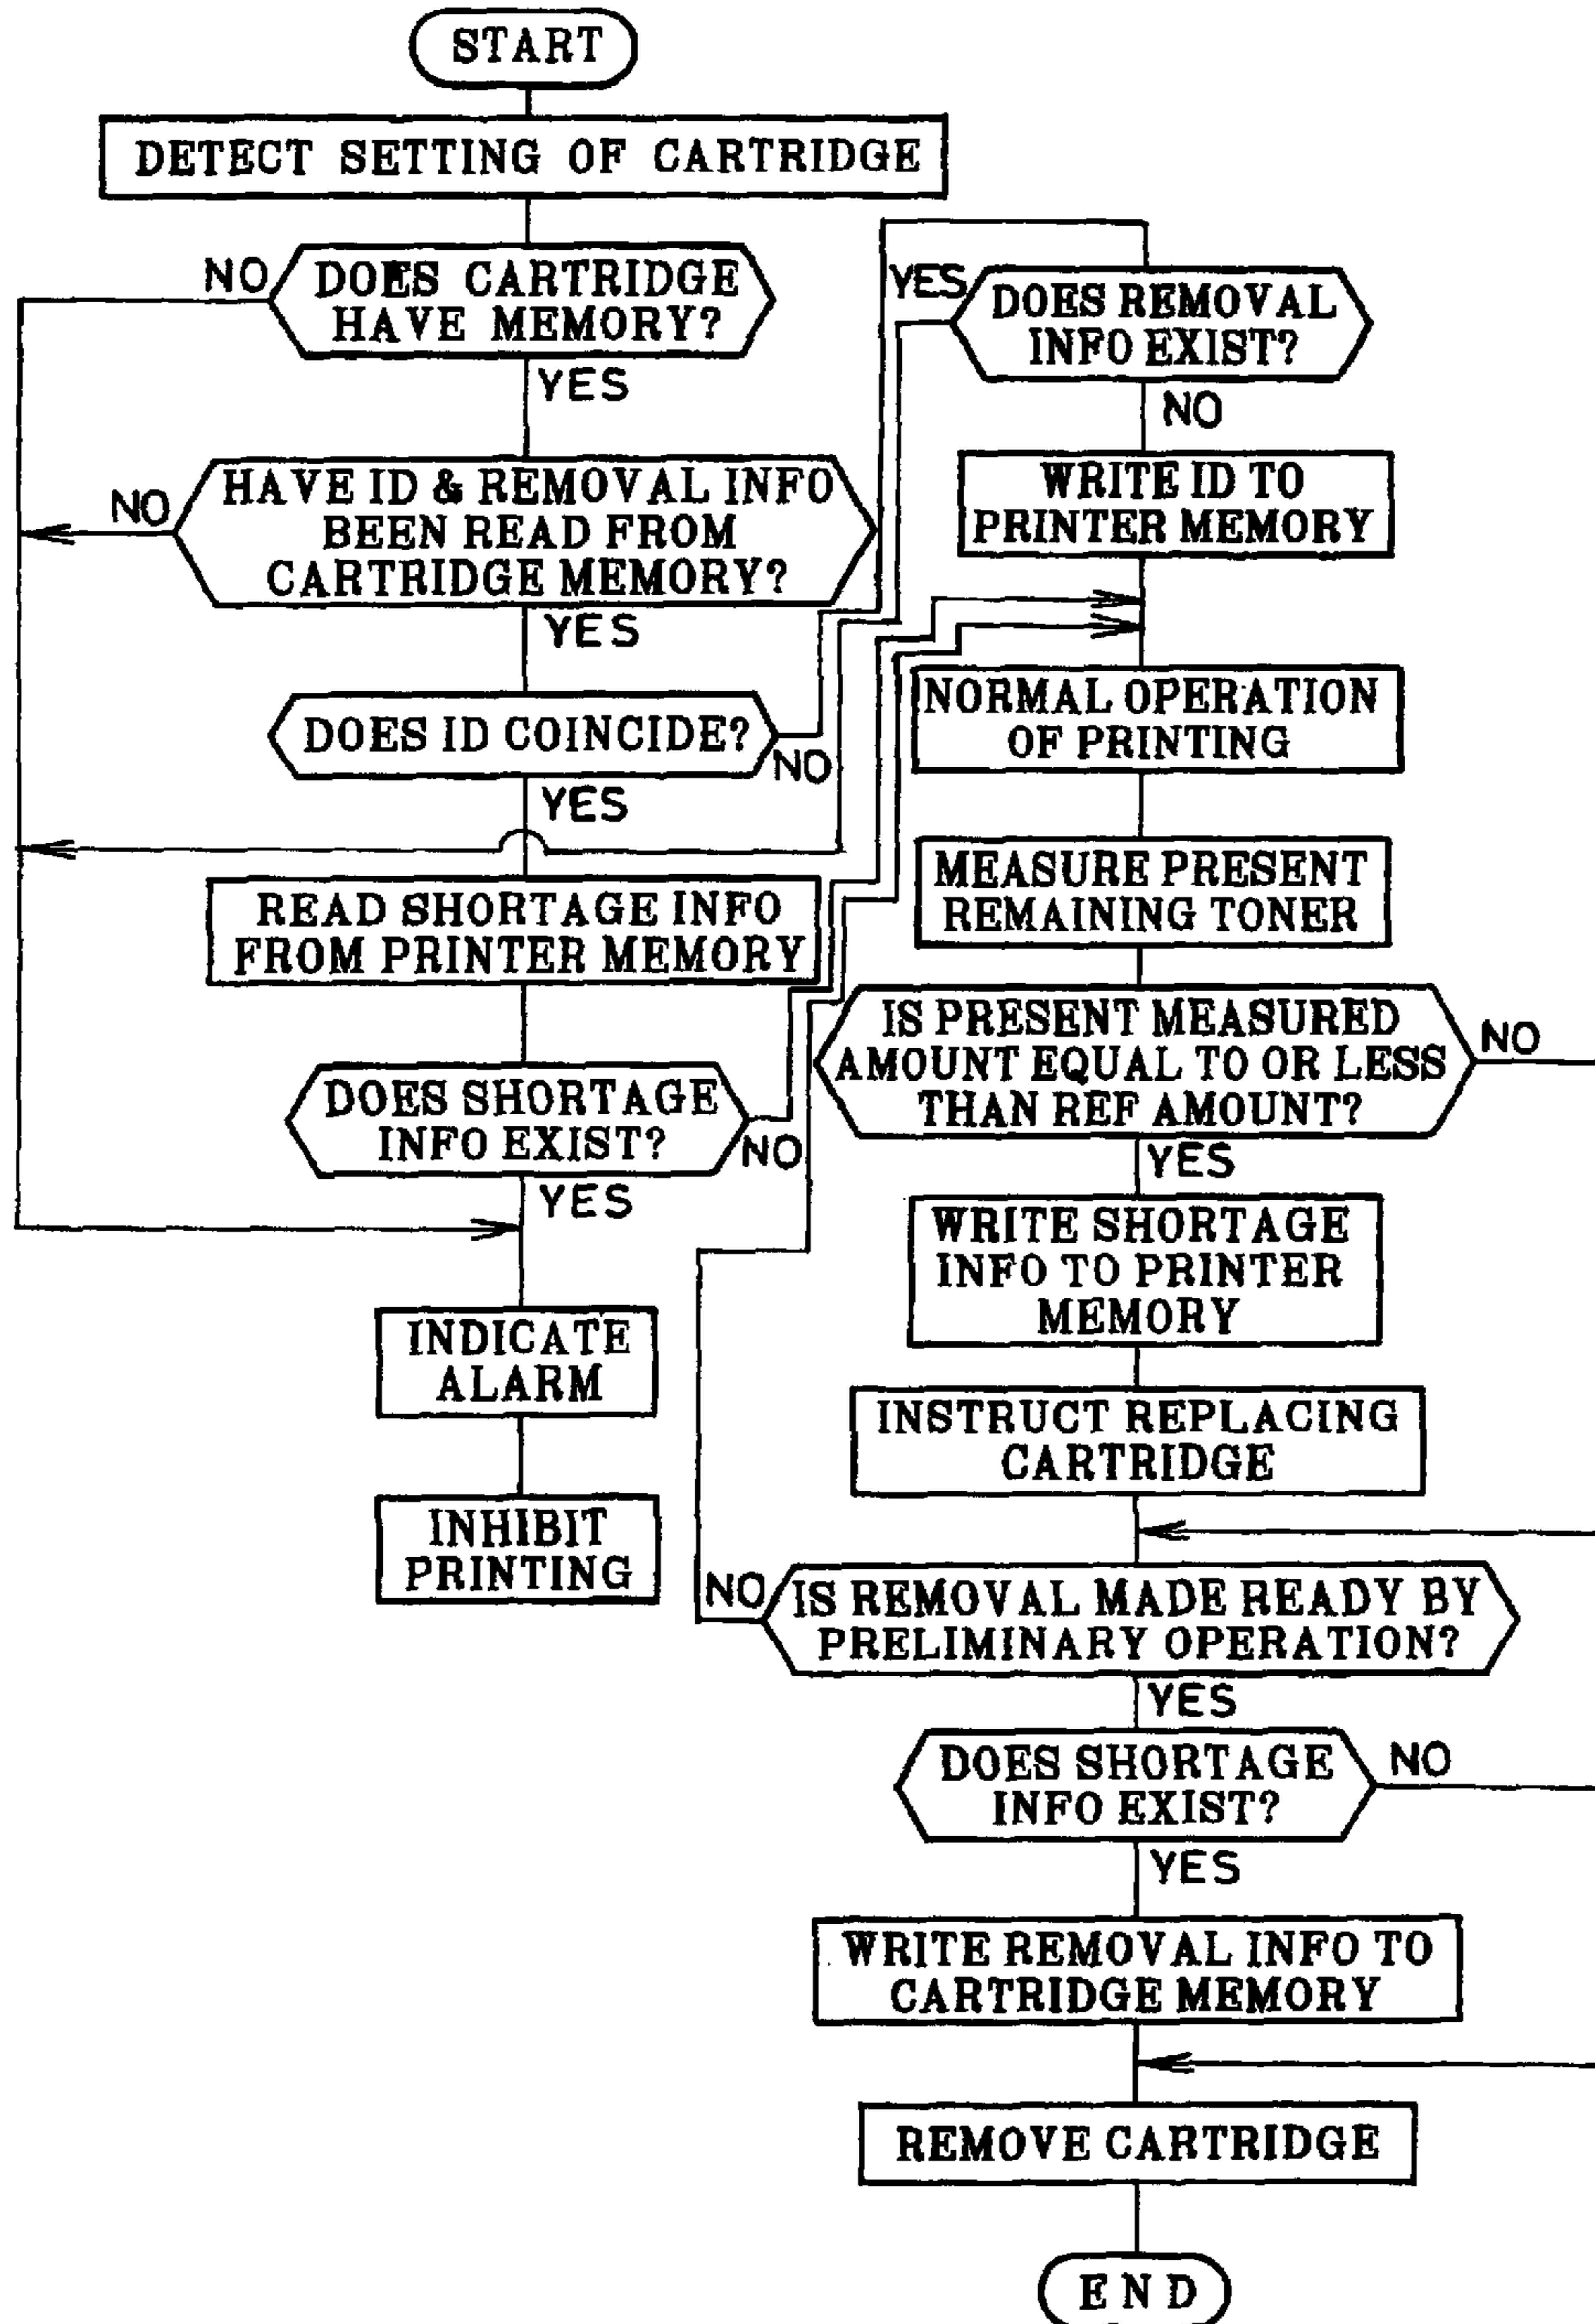 START
DETECT SETTING OF CARTRIDGE
NO
DOES CARTRIDGE
HAVE MEMORY?
YES
NO
HAVE ID & REMOVAL INFO
BEEN READ FROM
CARTRIDGE MEMORY?
YES
DOES ID COINCIDE?
NO
YES
READ SHORTAGE INFO
FROM PRINTER MEMORY
DOES SHORTAGE
INFO EXIST?
NO
YES
INDICATE
ALARM
INHIBIT
PRINTING
YES
DOES REMOVAL
INFO EXIST?
NO
WRITE ID TO
PRINTER MEMORY
NORMAL OPERATION
OF PRINTING
MEASURE PRESENT
REMAINING TONER
IS PRESENT MEASURED
AMOUNT EQUAL TO OR LESS
THAN REF AMOUNT?
NO
YES
WRITE SHORTAGE
INFO TO PRINTER
MEMORY
INSTRUCT REPLACING
CARTRIDGE
NO
IS REMOVAL MADE READY BY
PRELIMINARY OPERATION?
YES
DOES SHORTAGE
INFO EXIST?
NO
YES
WRITE REMOVAL INFO TO
CARTRIDGE MEMORY
REMOVE CARTRIDGE
END